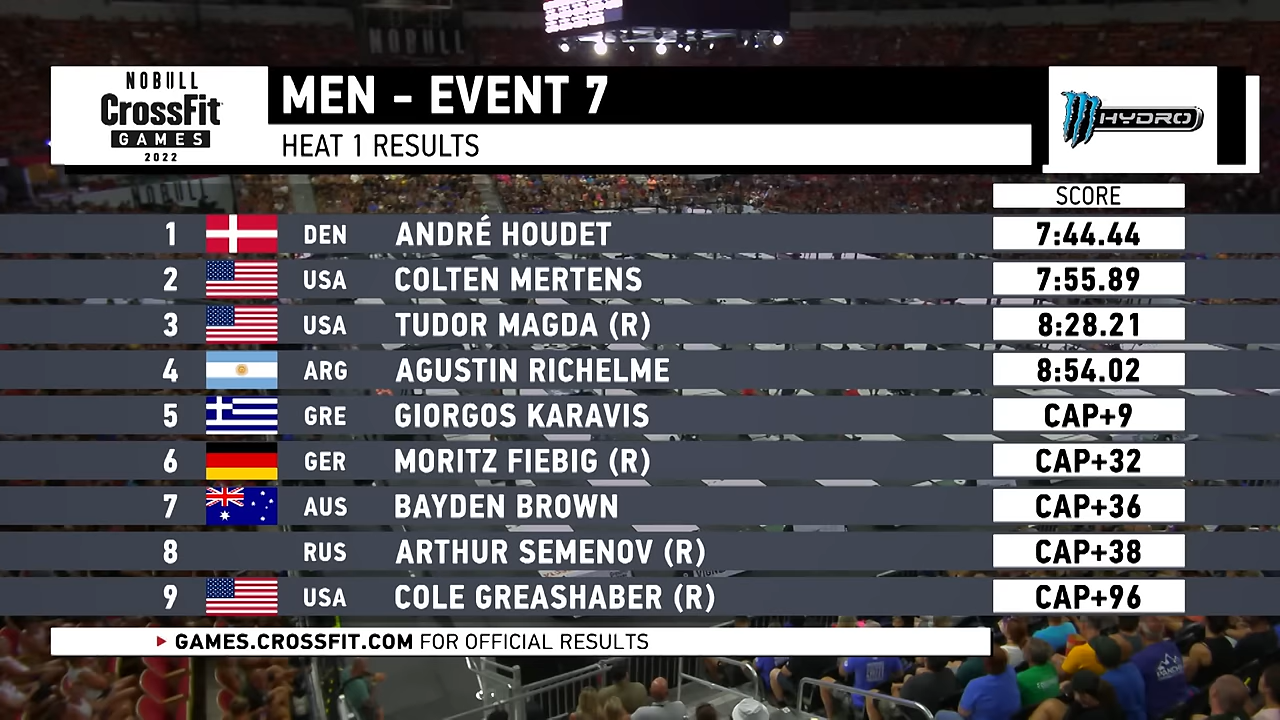 NOBULL
NOBULL
CrossFit
GAMES
2022
MEN - EVENT 7
HEAT 1 RESULTS
HYDRO
NOBULL
SCORE
1 DEN ANDRÉ HOUDET 7:44.44
2 USA COLTEN MERTENS 7:55.89
3 USA TUDOR MAGDA (R) 8:28.21
4 ARG AGUSTIN RICHELME 8:54.02
5 GRE GIORGOS KARAVIS CAP+9
6 GER MORITZ FIEBIG (R) CAP+32
7 AUS BAYDEN BROWN CAP+36
8 RUS ARTHUR SEMENOV (R) CAP+38
9 USA COLE GREASHABER (R) CAP+96
GAMES.CROSSFIT.COM FOR OFFICIAL RESULTS